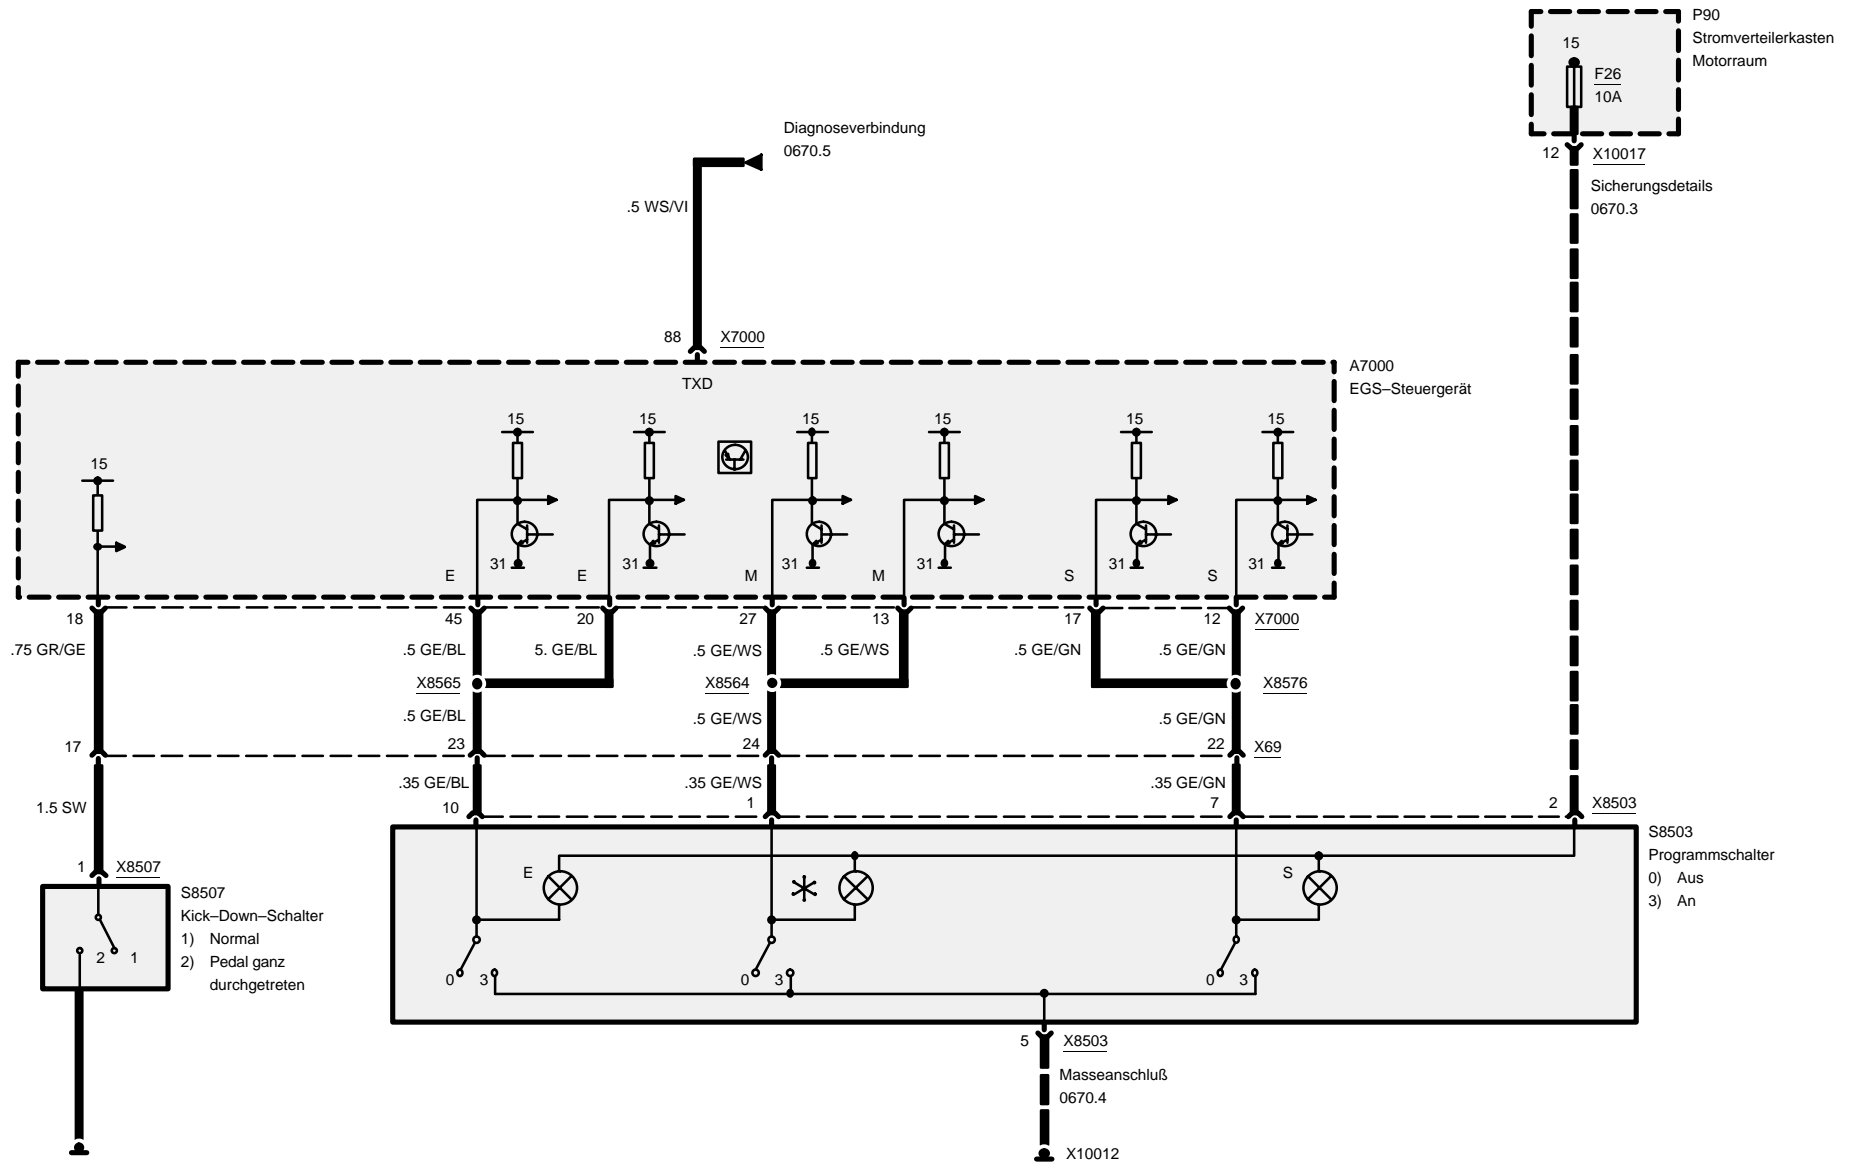 P90
Stromverteilerkasten
Motorraum
15
F26
10A
12 X10017
Sicherungsdetails
0670.3
Diagnoseverbindung
0670.5
.5 WS/VI
88 X7000
A7000
EGS–Steuergerät
TXD
15 15 15 15 15 15
15
31 31 31 31 31 31
E E M M S S
18 45 20 27 13 17 12 X7000
.75 GR/GE .5 GE/BL 5. GE/BL .5 GE/WS .5 GE/WS .5 GE/GN .5 GE/GN
X8565 X8564 X8576
.5 GE/BL .5 GE/WS .5 GE/GN
17 23 24 22 X69
.35 GE/BL .35 GE/WS .35 GE/GN
1.5 SW 10 1 7 2 X8503
S8503
Programmschalter
0) Aus
3) An
1 X8507
S8507
Kick–Down–Schalter
1) Normal
2) Pedal ganz
durchgetreten
2 1
E S
0 3 0 3 0 3
5 X8503
Masseanschluß
0670.4
X10012